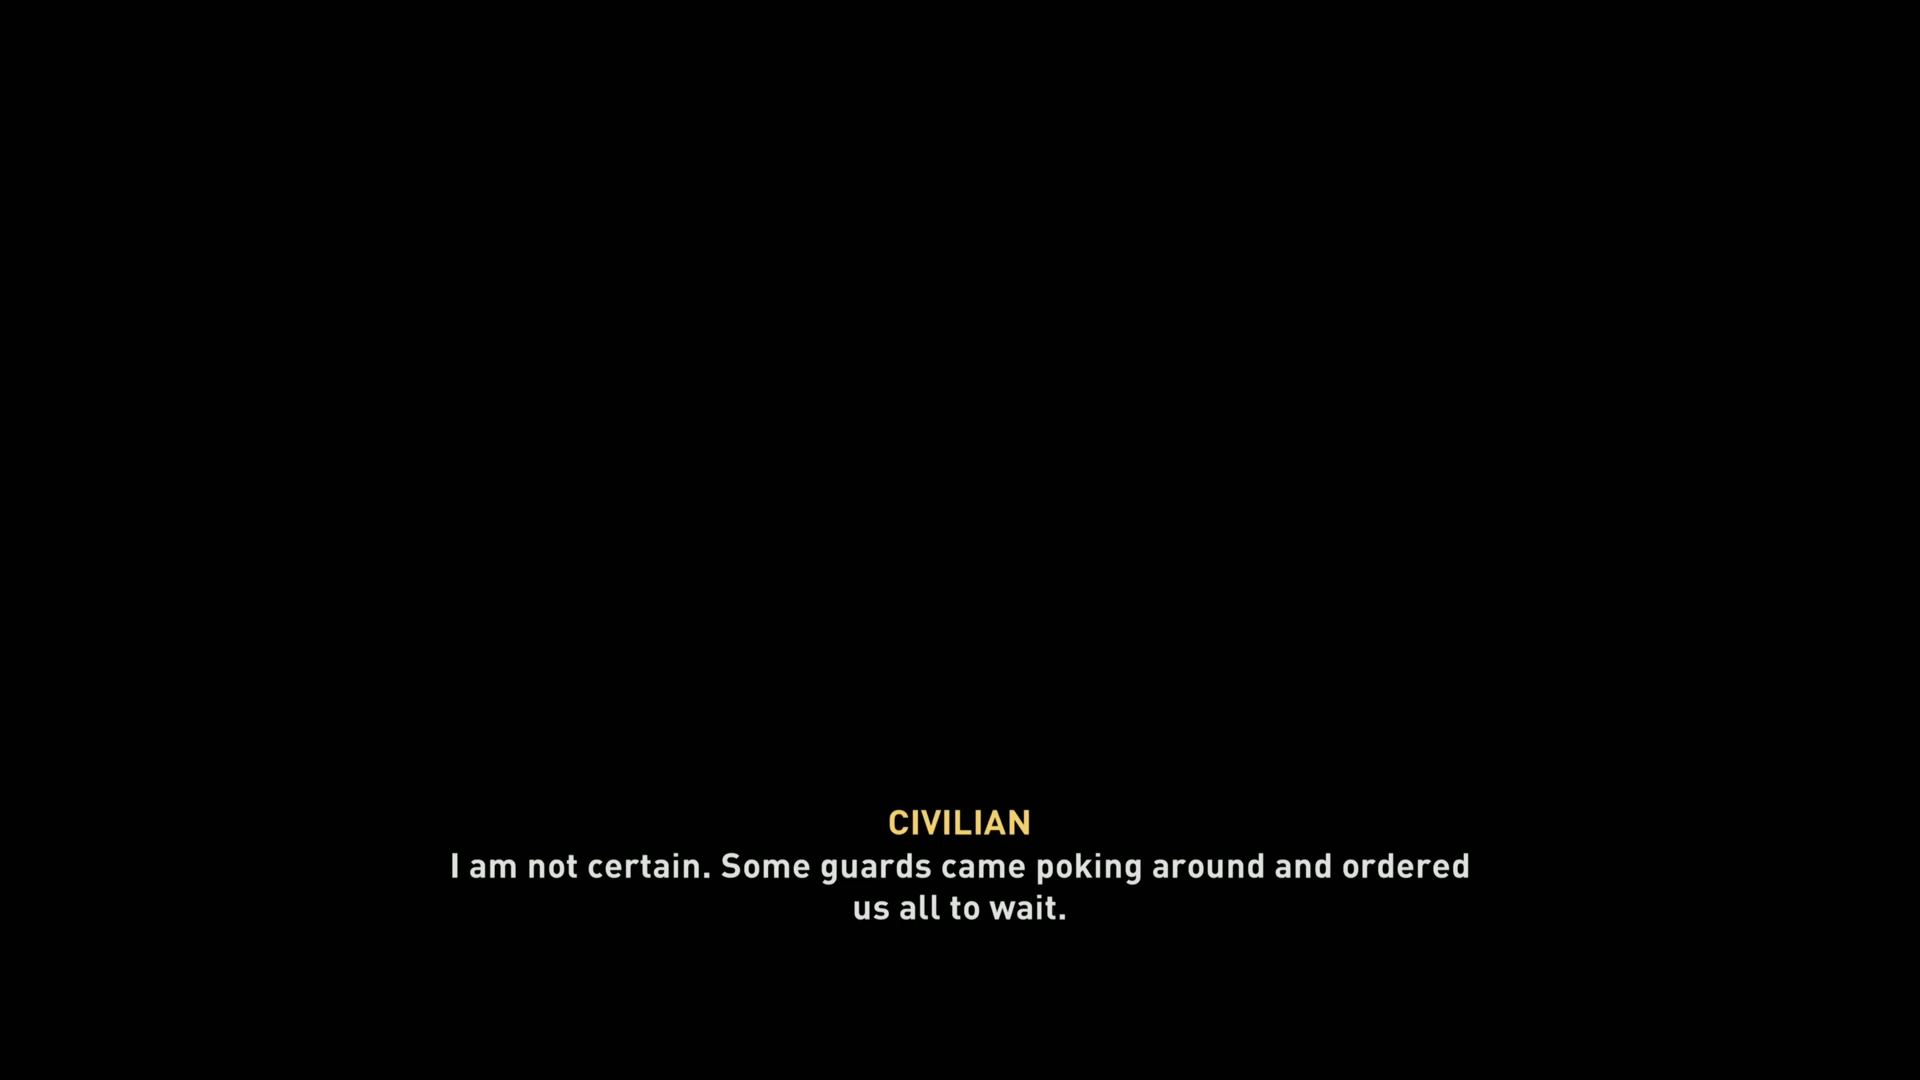 CIVILIAN
I am not certain. Some guards came poking around and ordered
us all to wait.